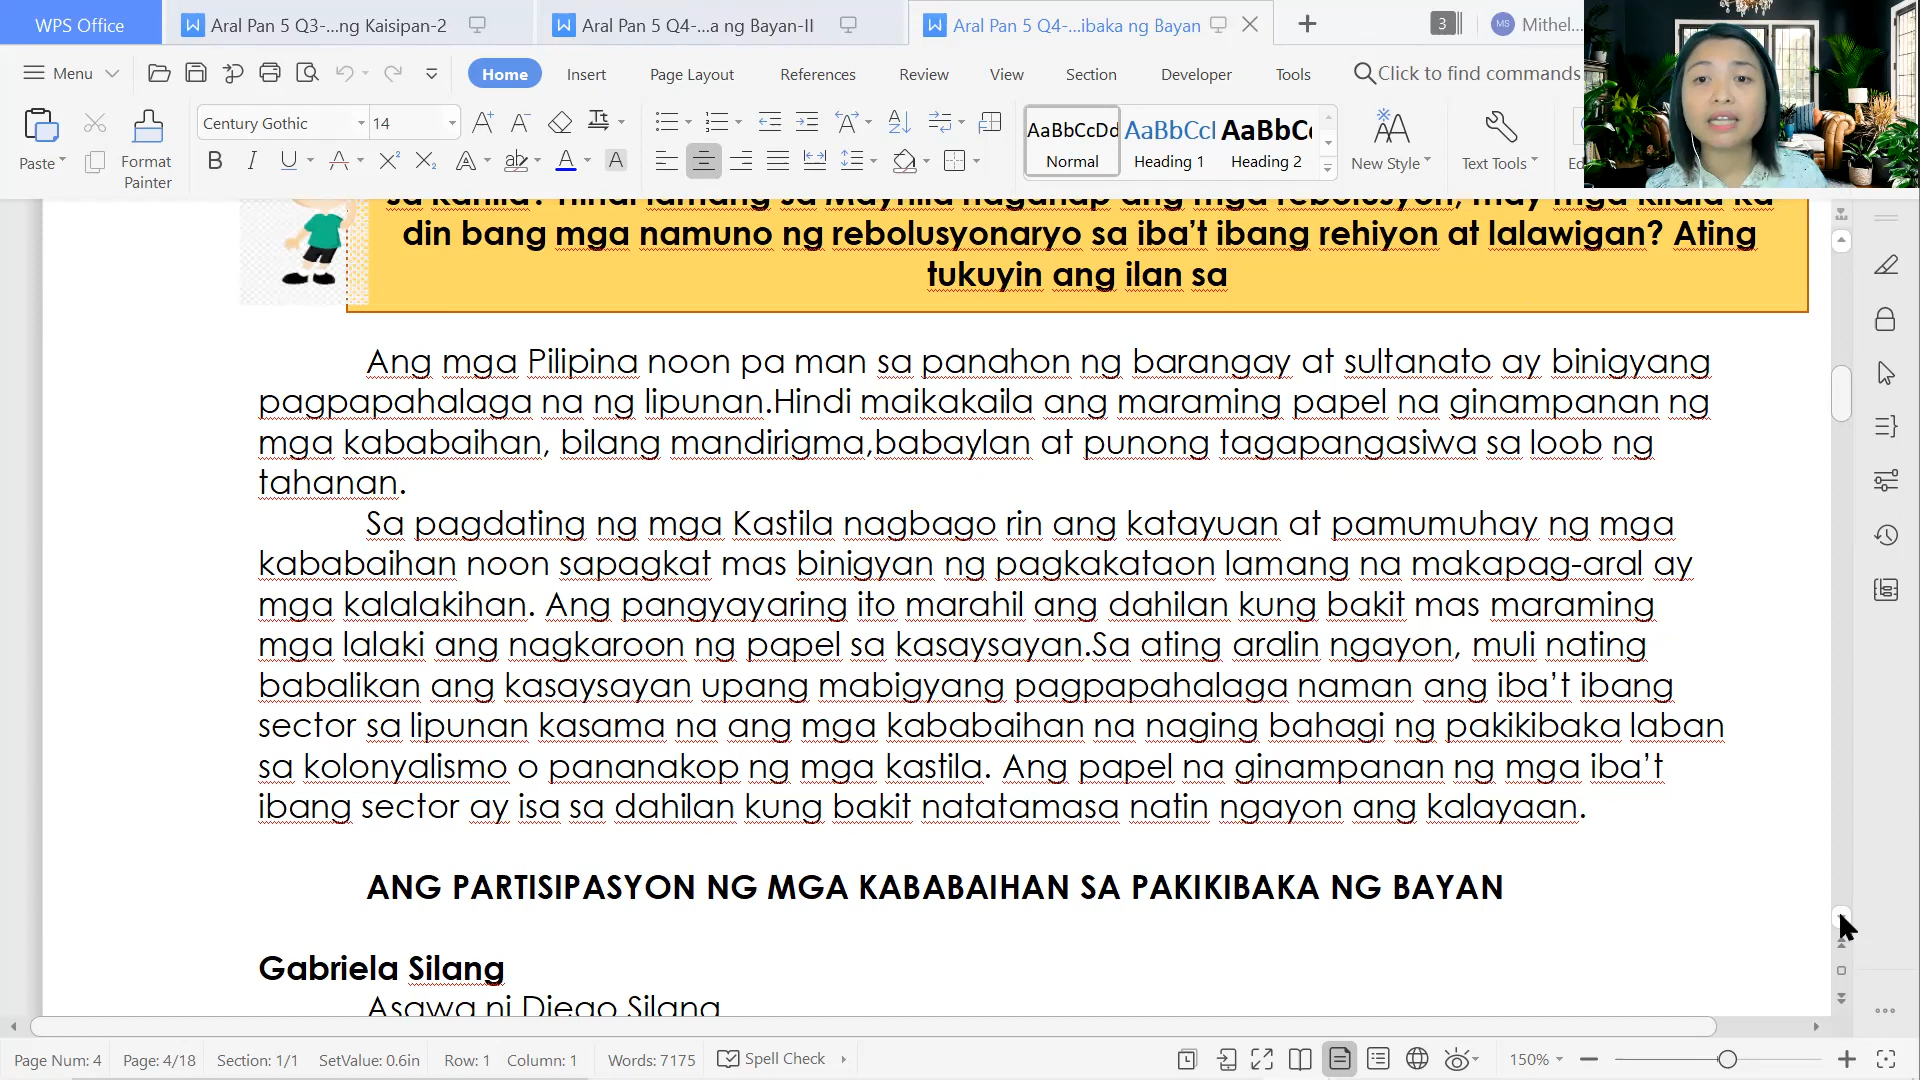 WPS Office
Aral Pan 5 Q3-...ng Kaisipan-2
Aral Pan 5 Q4-...a ng Bayan-II
Aral Pan 5 Q4-...ibaka ng Bayan
3
MS
Mithel...
Menu
Home
Insert
Page Layout
References
Review
View
Section
Developer
Tools
Click to find commands
Paste
Format
Painter
Century Gothic
14
AaBbCcDd
Normal
AaBbCcI
Heading 1
AaBbC
Heading 2
New Style
Text Tools
din bang mga namuno ng rebolusyonaryo sa iba’t ibang rehiyon at lalawigan? Ating
tukuyin ang ilan sa
Ang mga Pilipina noon pa man sa panahon ng barangay at sultanato ay binigyang
pagpapahalaga na ng lipunan.Hindi maikakaila ang maraming papel na ginampanan ng
mga kababaihan, bilang mandirigma,babaylan at punong tagapangasiwa sa loob ng
tahanan.
Sa pagdating ng mga Kastila nagbago rin ang katayuan at pamumuhay ng mga
kababaihan noon sapagkat mas binigyan ng pagkakataon lamang na makapag-aral ay
mga kalalakihan. Ang pangyayaring ito marahil ang dahilan kung bakit mas maraming
mga lalaki ang nagkaroon ng papel sa kasaysayan.Sa ating aralin ngayon, muli nating
babalikan ang kasaysayan upang mabigyang pagpapahalaga naman ang iba’t ibang
sector sa lipunan kasama na ang mga kababaihan na naging bahagi ng pakikibaka laban
sa kolonyalismo o pananakop ng mga kastila. Ang papel na ginampanan ng mga iba’t
ibang sector ay isa sa dahilan kung bakit natatamasa natin ngayon ang kalayaan.
ANG PARTISIPASYON NG MGA KABABAIHAN SA PAKIKIBAKA NG BAYAN
Gabriela Silang
Asawa ni Diego Silang
Page Num: 4
Page: 4/18
Section: 1/1
SetValue: 0.6in
Row: 1
Column: 1
Words: 7175
Spell Check
150%